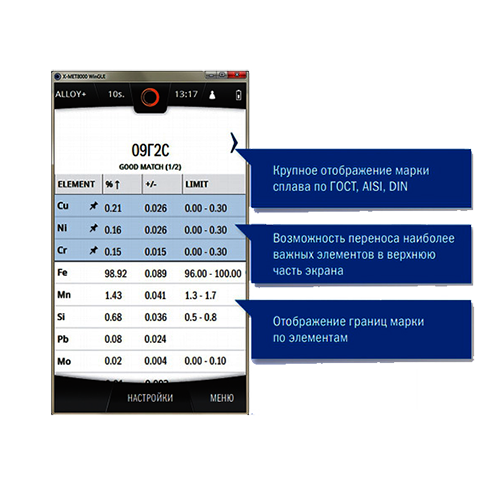 X-MET8000 WinGUI
ALLOY+ 10s. 13:17
09Г2С
GOOD MATCH (1/2)
ELEMENT % ↑ +/- LIMIT
Cu 0.21 0.026 0.00 - 0.30
Ni 0.16 0.026 0.00 - 0.30
Cr 0.15 0.015 0.00 - 0.30
Fe 98.92 0.089 96.00 - 100.00
Mn 1.43 0.041 1.3 - 1.7
Si 0.68 0.036 0.5 - 0.8
Pb 0.08 0.024
Mo 0.02 0.004 0.00 - 0.10
НАСТРОЙКИ МЕНЮ
Крупное отображение марки
сплава по ГОСТ, AISI, DIN
Возможность переноса наиболее
важных элементов в верхнюю
часть экрана
Отображение границ марки
по элементам